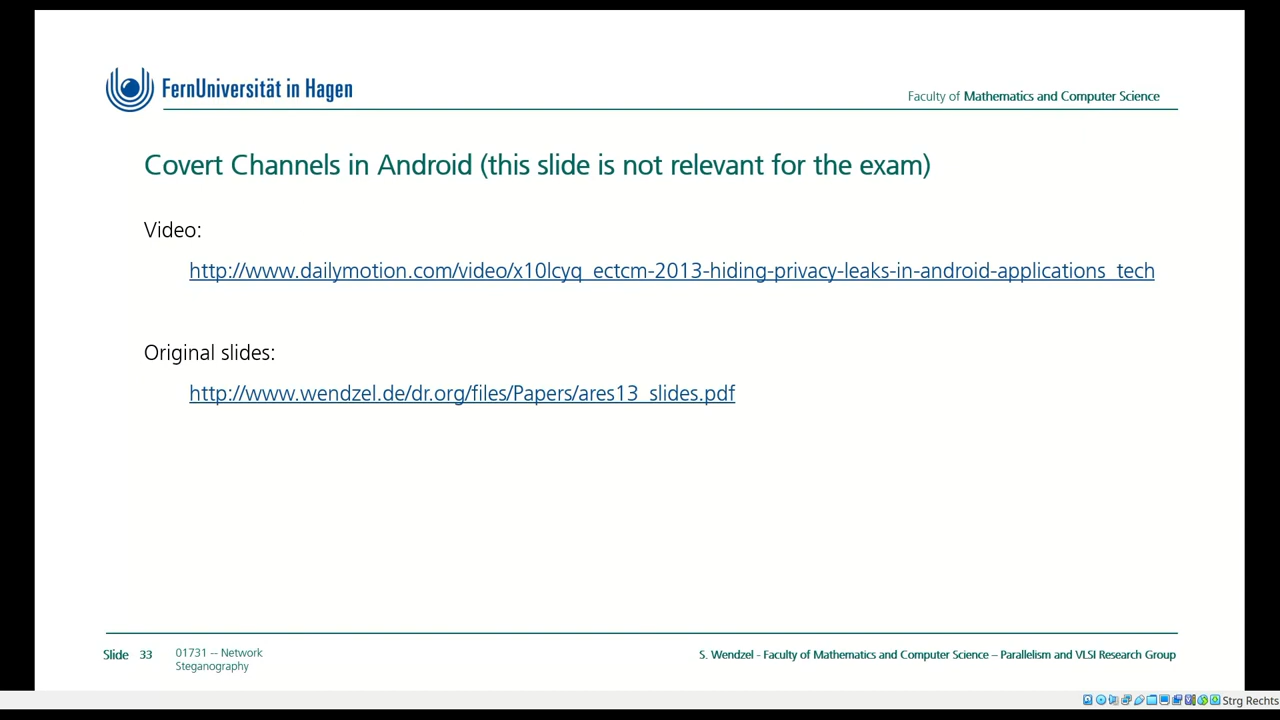 FernUniversität in Hagen
Faculty of Mathematics and Computer Science
Covert Channels in Android (this slide is not relevant for the exam)
Video:
http://www.dailymotion.com/video/x10lcyq_ectcm-2013-hiding-privacy-leaks-in-android-applications_tech
Original slides:
http://www.wendzel.de/dr.org/files/Papers/ares13_slides.pdf
Slide 33
01731 -- Network
Steganography
S. Wendzel - Faculty of Mathematics and Computer Science – Parallelism and VLSI Research Group
Strg Rechts